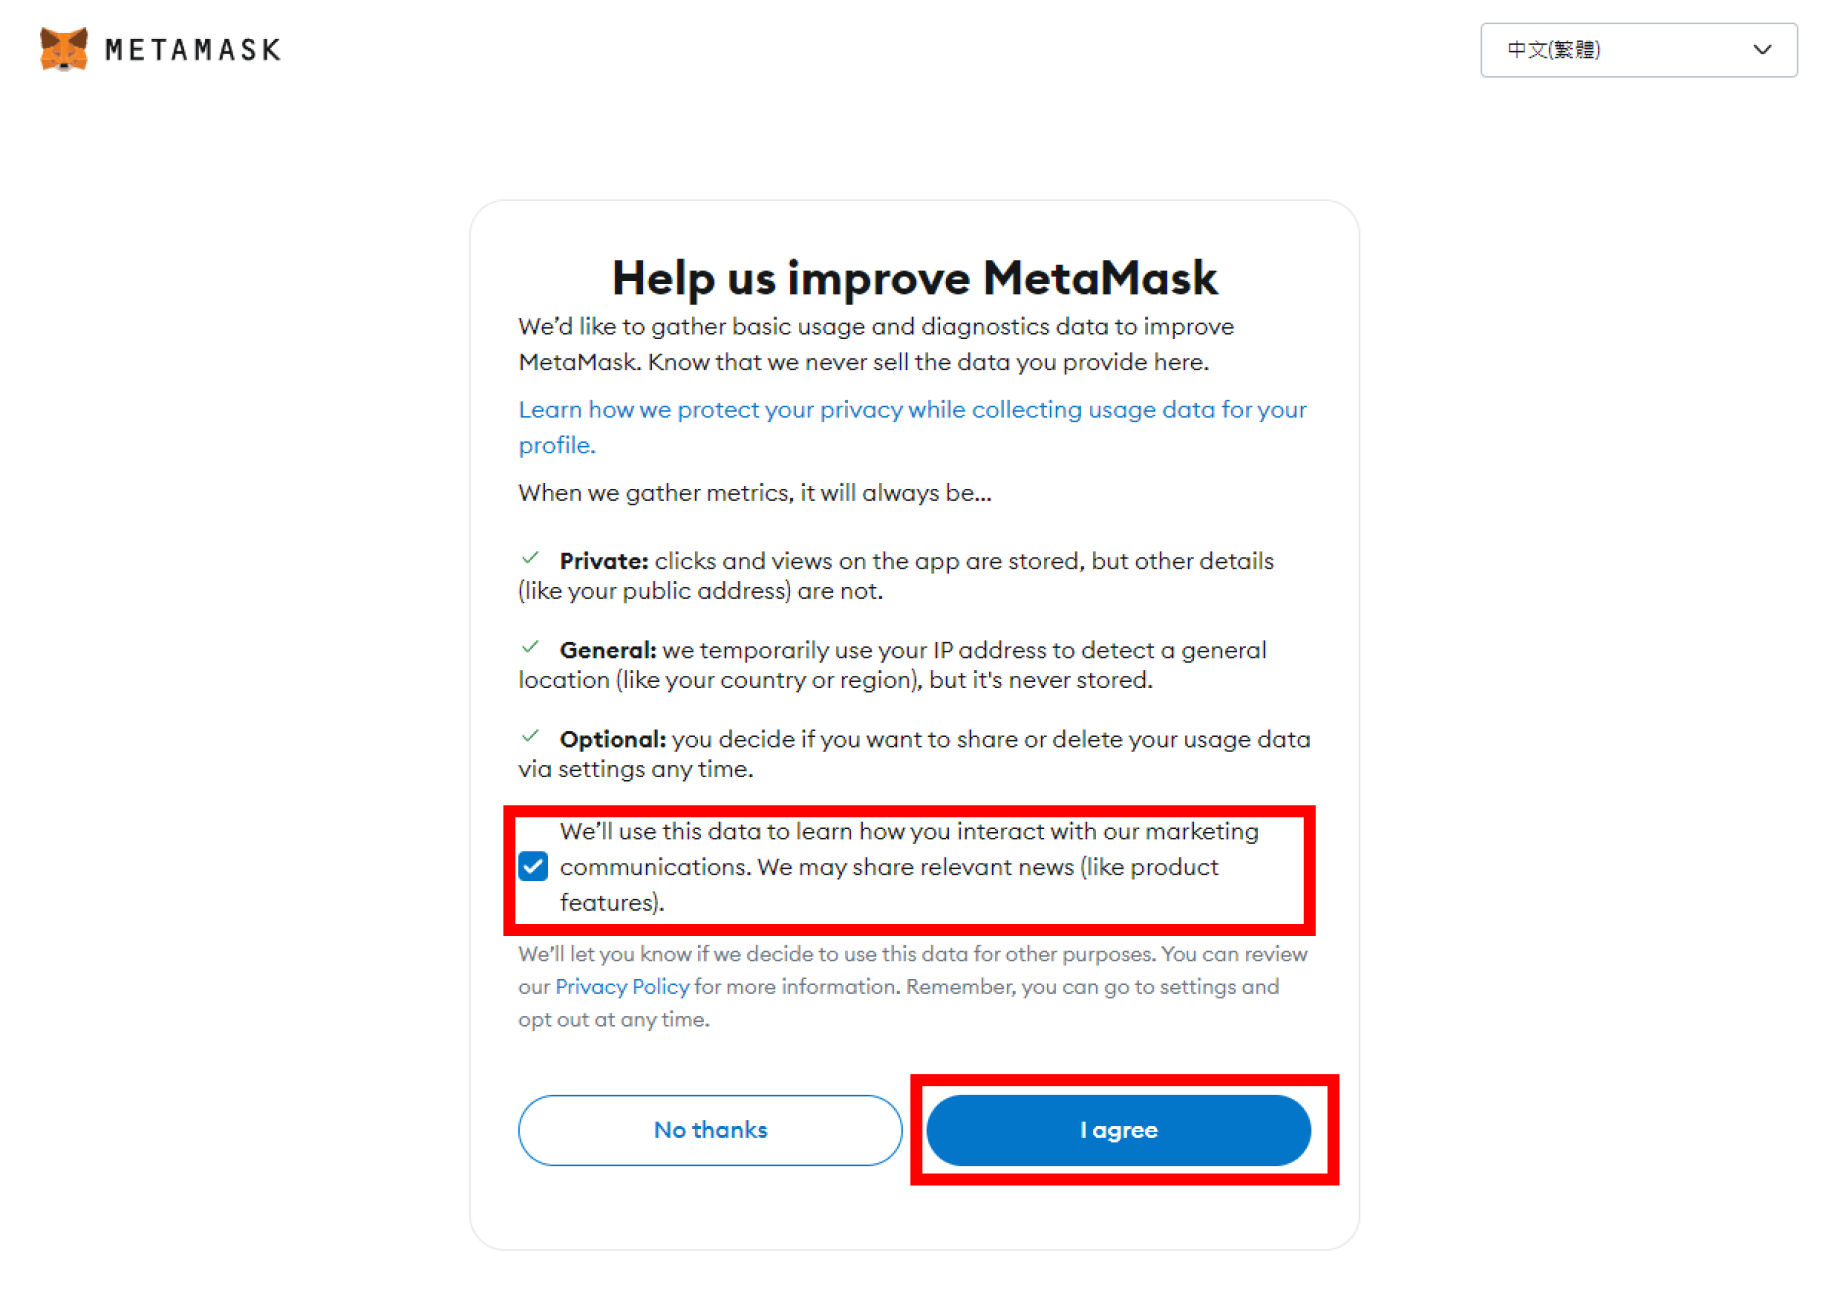 METAMASK
中文(繁體)
Help us improve MetaMask
We’d like to gather basic usage and diagnostics data to improve
MetaMask. Know that we never sell the data you provide here.
Learn how we protect your privacy while collecting usage data for your
profile.
When we gather metrics, it will always be...
Private: clicks and views on the app are stored, but other details
(like your public address) are not.
General: we temporarily use your IP address to detect a general
location (like your country or region), but it's never stored.
Optional: you decide if you want to share or delete your usage data
via settings any time.
We’ll use this data to learn how you interact with our marketing
communications. We may share relevant news (like product
features).
We’ll let you know if we decide to use this data for other purposes. You can review
our Privacy Policy for more information. Remember, you can go to settings and
opt out at any time.
No thanks
I agree